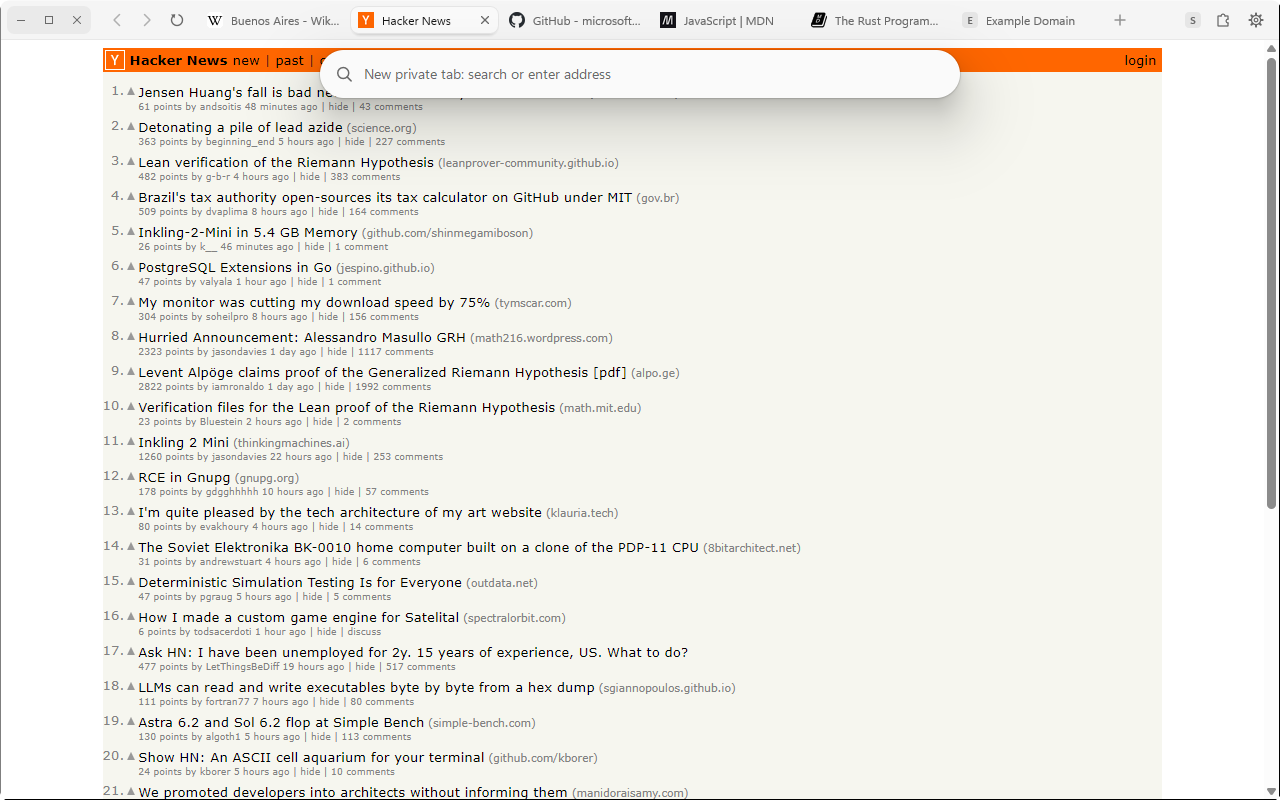 Buenos Aires - Wik...
Hacker News
GitHub - microsoft...
JavaScript | MDN
The Rust Program...
E Example Domain
S
Y Hacker News new | past |
login
New private tab: search or enter address
1. Jensen Huang's fall is bad
61 points by andsoitis 48 minutes ago | hide | 43 comments
2. Detonating a pile of lead azide (science.org)
363 points by beginning_end 5 hours ago | hide | 227 comments
3. Lean verification of the Riemann Hypothesis (leanprover-community.github.io)
482 points by g-b-r 4 hours ago | hide | 383 comments
4. Brazil's tax authority open-sources its tax calculator on GitHub under MIT (gov.br)
509 points by dvaplima 8 hours ago | hide | 164 comments
5. Inkling-2-Mini in 5.4 GB Memory (github.com/shinmegamiboson)
26 points by k__ 46 minutes ago | hide | 1 comment
6. PostgreSQL Extensions in Go (jespino.github.io)
47 points by valyala 1 hour ago | hide | 1 comment
7. My monitor was cutting my download speed by 75% (tymscar.com)
304 points by soheilpro 8 hours ago | hide | 156 comments
8. Hurried Announcement: Alessandro Masullo GRH (math216.wordpress.com)
2323 points by jasondavies 1 day ago | hide | 1117 comments
9. Levent Alpöge claims proof of the Generalized Riemann Hypothesis [pdf] (alpo.ge)
2822 points by iamronaldo 1 day ago | hide | 1992 comments
10. Verification files for the Lean proof of the Riemann Hypothesis (math.mit.edu)
23 points by Bluestein 2 hours ago | hide | 2 comments
11. Inkling 2 Mini (thinkingmachines.ai)
1260 points by jasondavies 22 hours ago | hide | 253 comments
12. RCE in Gnupg (gnupg.org)
178 points by gdgghhhhh 10 hours ago | hide | 57 comments
13. I'm quite pleased by the tech architecture of my art website (klauria.tech)
80 points by evakhoury 4 hours ago | hide | 14 comments
14. The Soviet Elektronika BK-0010 home computer built on a clone of the PDP-11 CPU (8bitarchitect.net)
31 points by andrewstuart 4 hours ago | hide | 6 comments
15. Deterministic Simulation Testing Is for Everyone (outdata.net)
47 points by pgraug 5 hours ago | hide | 5 comments
16. How I made a custom game engine for Satelital (spectralorbit.com)
6 points by todsacerdoti 1 hour ago | hide | discuss
17. Ask HN: I have been unemployed for 2y. 15 years of experience, US. What to do?
477 points by LetThingsBeDiff 19 hours ago | hide | 517 comments
18. LLMs can read and write executables byte by byte from a hex dump (sgiannopoulos.github.io)
111 points by fortran77 7 hours ago | hide | 80 comments
19. Astra 6.2 and Sol 6.2 flop at Simple Bench (simple-bench.com)
130 points by algoth1 5 hours ago | hide | 113 comments
20. Show HN: An ASCII cell aquarium for your terminal (github.com/kborer)
24 points by kborer 5 hours ago | hide | 10 comments
21. We promoted developers into architects without informing them (manidoraisamy.com)